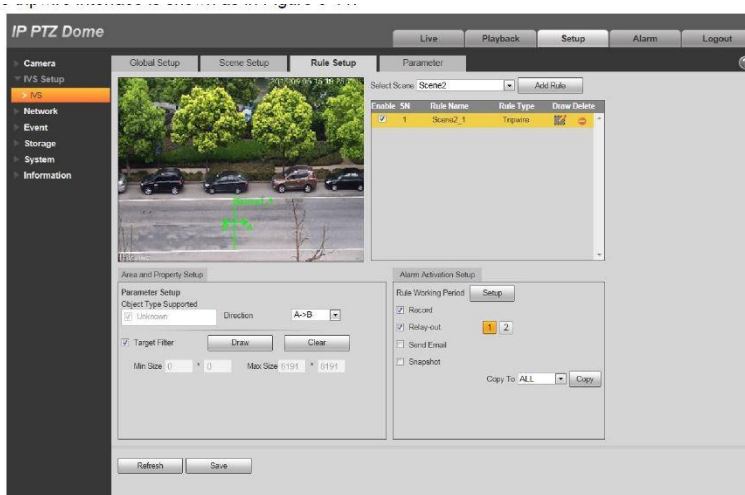 IP PTZ Dome
Live Playback Setup Alarm Logout
Camera
IVS Setup
> IVS
Network
Event
Storage
System
Information
Global Setup Scene Setup Rule Setup Parameter
Select Scene Scene2 Add Rule
Enable SN Rule Name Rule Type Draw Delete
1 Scene2_1 Tripwire
Area and Property Setup
Parameter Setup
Object Type Supported
Unknown Direction A->B
Target Filter Draw Clear
Min Size 0 * 0 Max Size 8191 * 8191
Alarm Activation Setup
Rule Working Period Setup
Record
Relay-out 1 2
Send Email
Snapshot
Copy To ALL Copy
Refresh Save